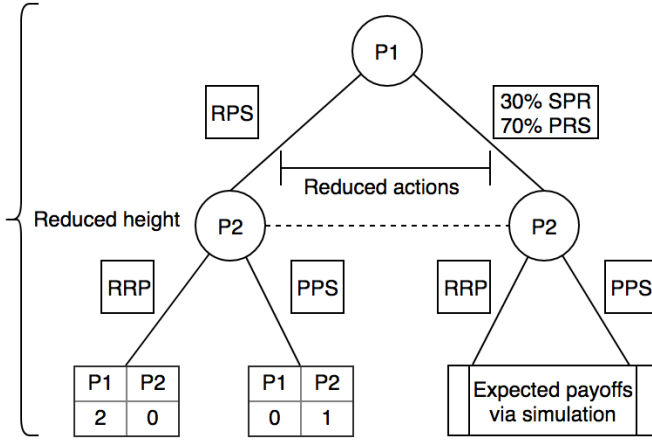 P1
RPS
30% SPR
70% PRS
Reduced actions
Reduced height
P2
P2
RRP
PPS
RRP
PPS
P1 P2
2 0
P1 P2
0 1
Expected payoffs
via simulation